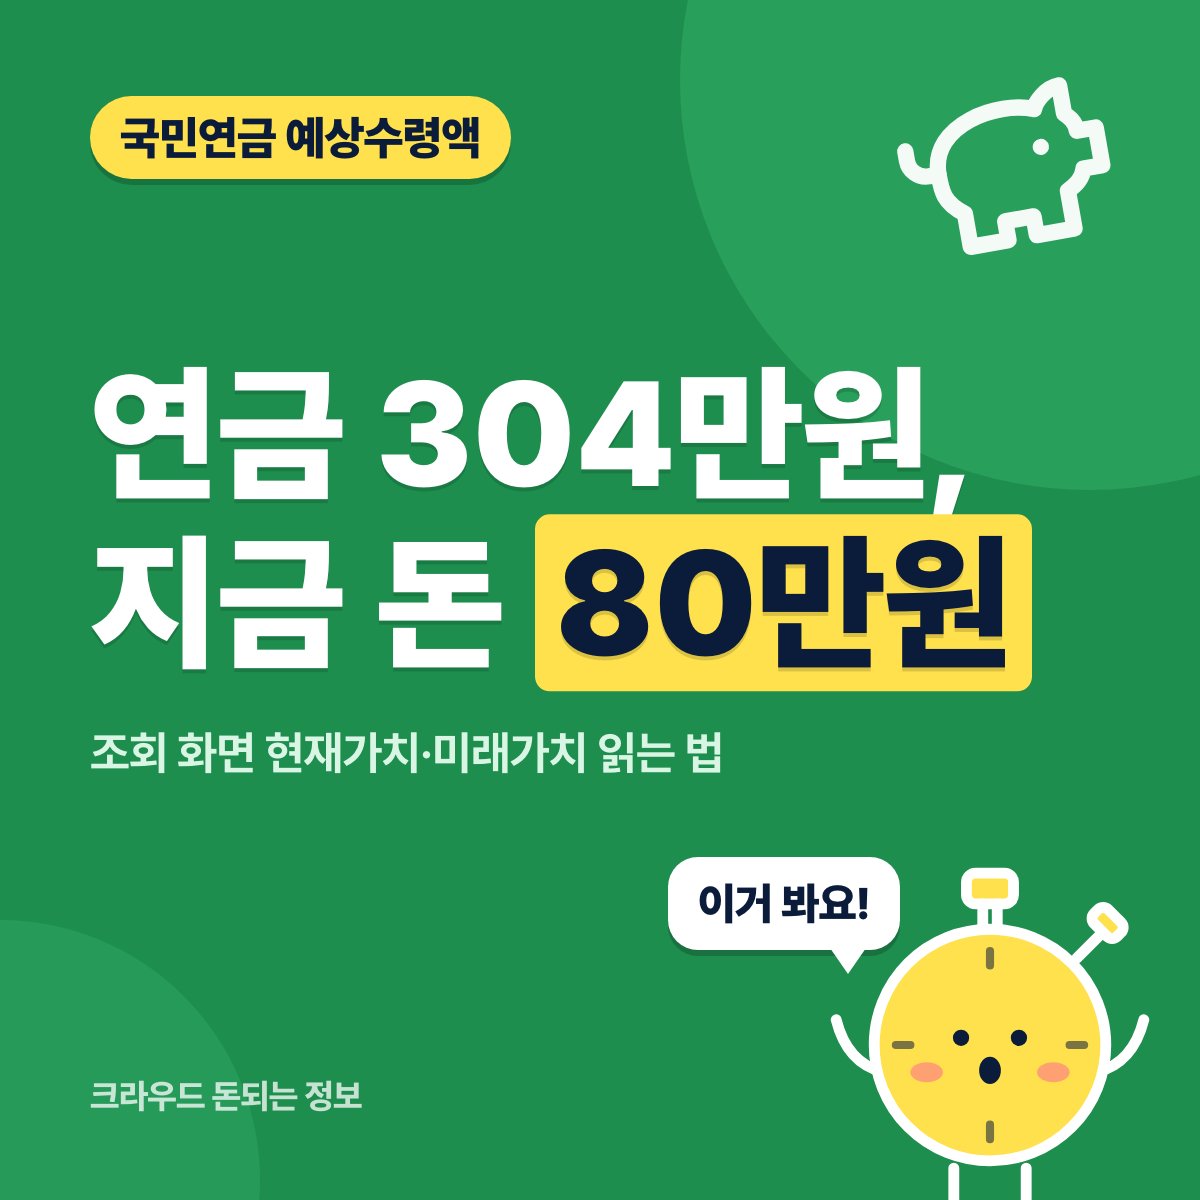 국민연금 예상수령액
연금 304만원,
지금 돈 80만원
조회 화면 현재가치·미래가치 읽는 법
이거 봐요!
크라우드 돈되는 정보